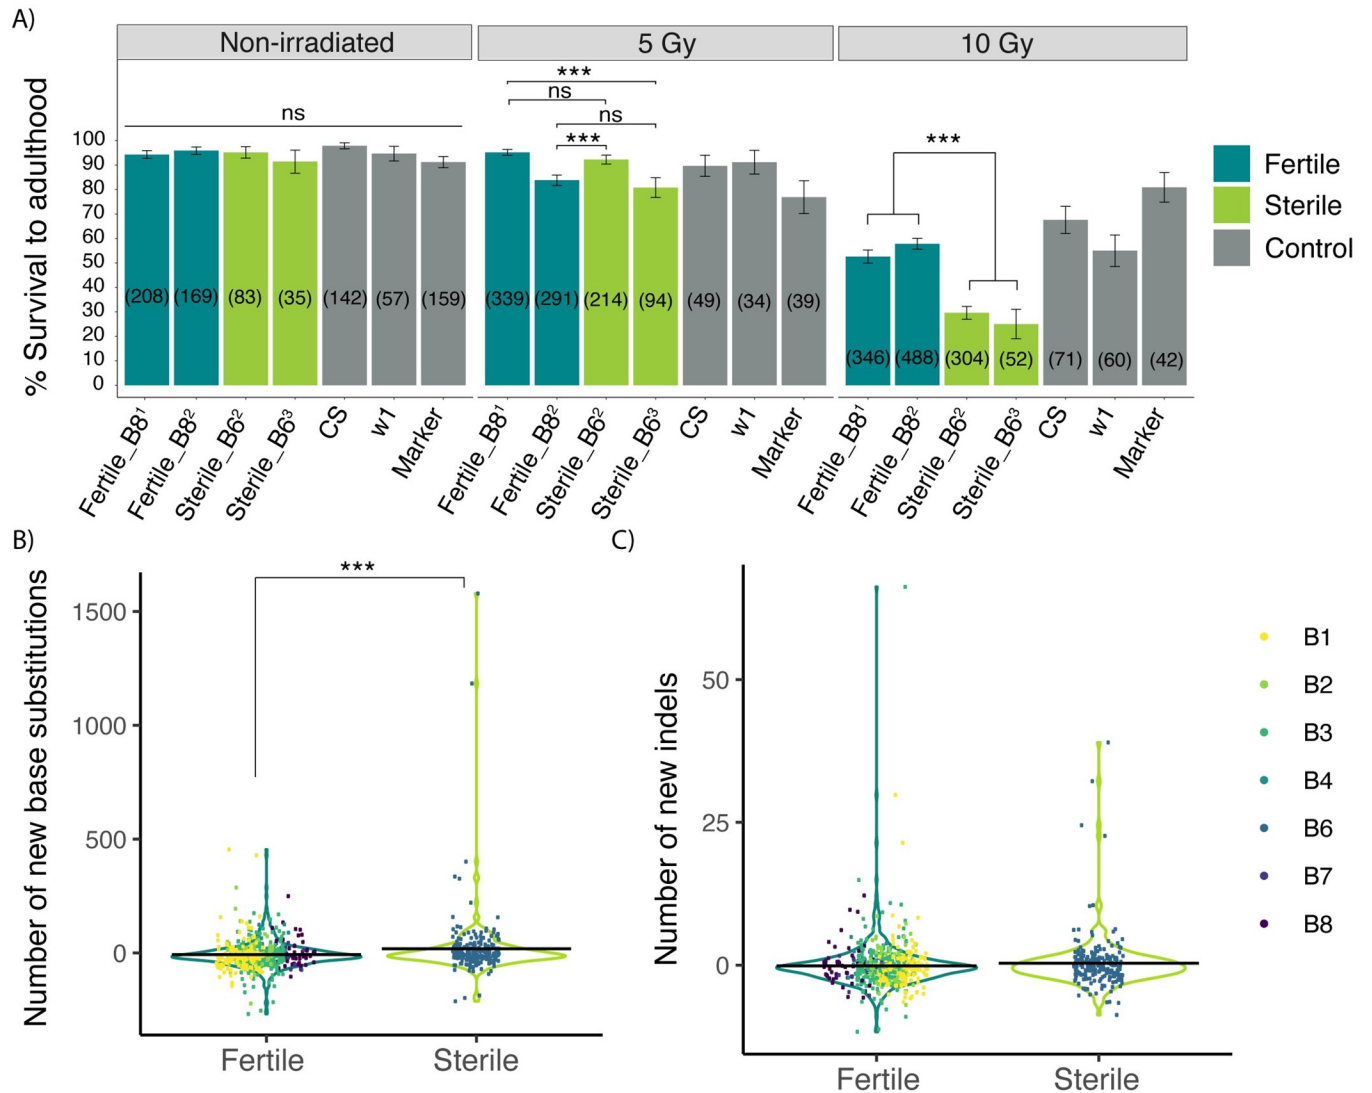 A)
Non-irradiated
5 Gy
10 Gy
% Survival to adulthood
100
90
80
70
60
50
40
30
20
10
0
ns
***
ns
ns
***
***
(208) (169) (83) (35) (142) (57) (159)
(339) (291) (214) (94) (49) (34) (39)
(346) (488) (304) (52) (71) (60) (42)
Fertile_B8¹
Fertile_B8²
Sterile_B6²
Sterile_B6³
CS
w1
Marker
Fertile_B8¹
Fertile_B8²
Sterile_B6²
Sterile_B6³
CS
w1
Marker
Fertile_B8¹
Fertile_B8²
Sterile_B6²
Sterile_B6³
CS
w1
Marker
Fertile
Sterile
Control
B)
Number of new base substitutions
1500
1000
500
0
***
Fertile
Sterile
C)
Number of new indels
50
25
0
Fertile
Sterile
B1
B2
B3
B4
B6
B7
B8